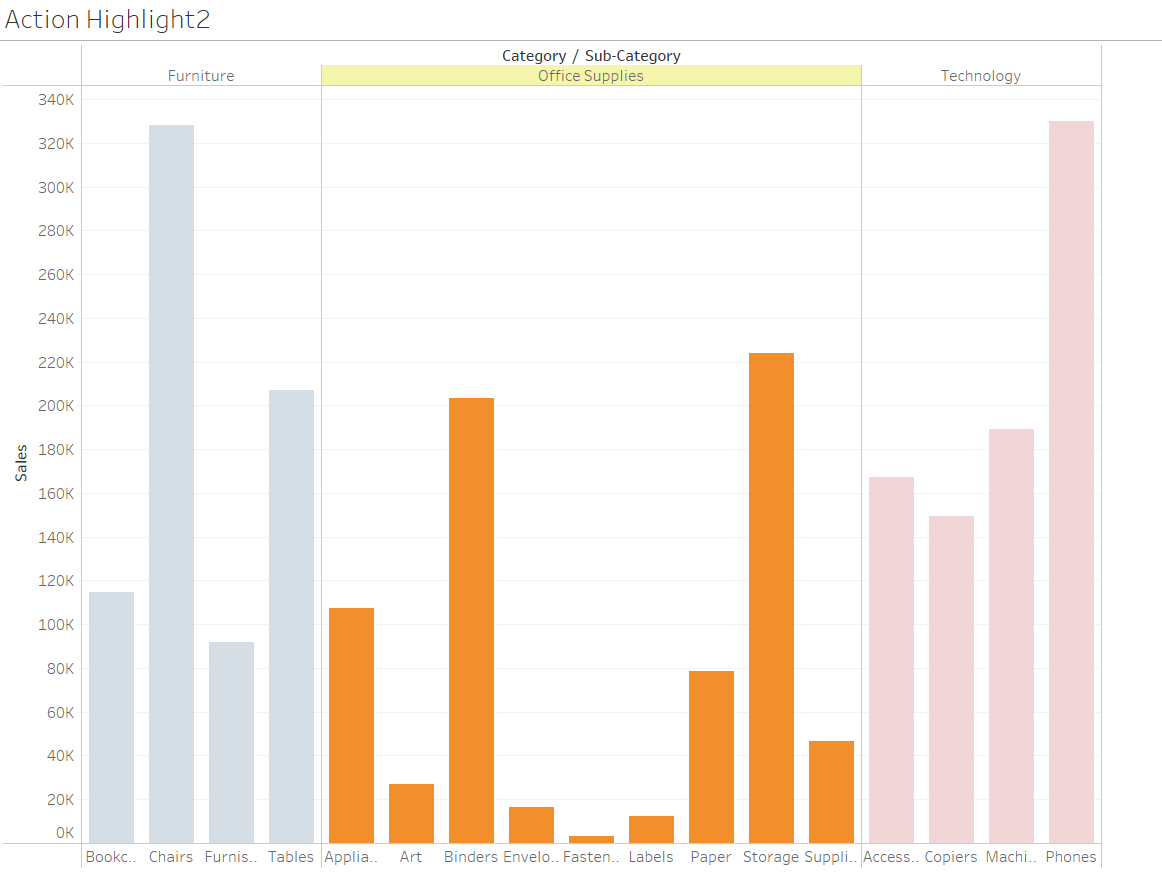 Action Highlight2
Category / Sub-Category
Furniture Office Supplies Technology
340K
320K
300K
280K
260K
240K
220K
200K
180K
160K
140K
120K
100K
80K
60K
40K
20K
0K
Sales
Bookc.. Chairs Furnis.. Tables Applia.. Art Binders Envelo.. Fasten.. Labels Paper Storage Suppli.. Access.. Copiers Machi.. Phones